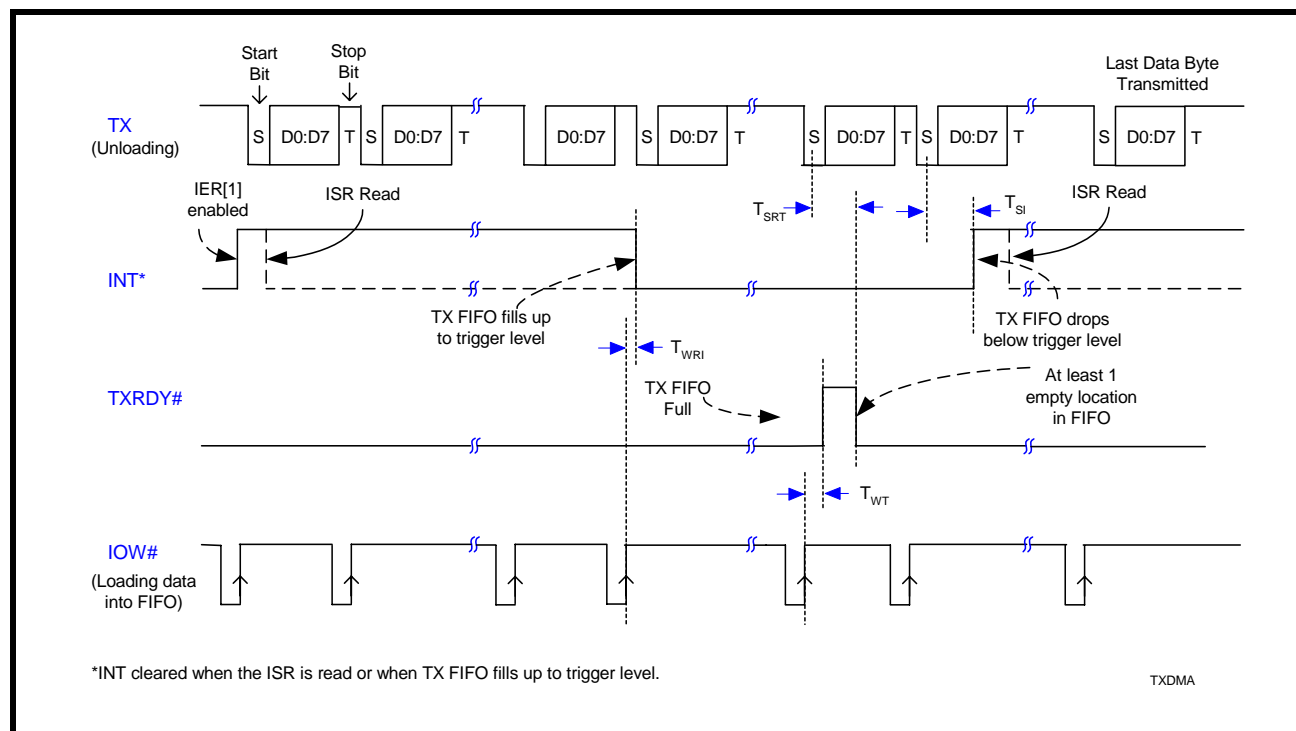 Start
Bit
Stop
Bit
Last Data Byte
Transmitted
TX
(Unloading)
S D0:D7 T S D0:D7 T D0:D7 S D0:D7 T S D0:D7 T S D0:D7 T S D0:D7 T
IER[1]
enabled
ISR Read
TSRT
TSI
ISR Read
INT*
TX FIFO fills up
to trigger level
TX FIFO drops
below trigger level
TWRI
TXRDY#
TX FIFO
Full
At least 1
empty location
in FIFO
TWT
IOW#
(Loading data
into FIFO)
*INT cleared when the ISR is read or when TX FIFO fills up to trigger level.
TXDMA